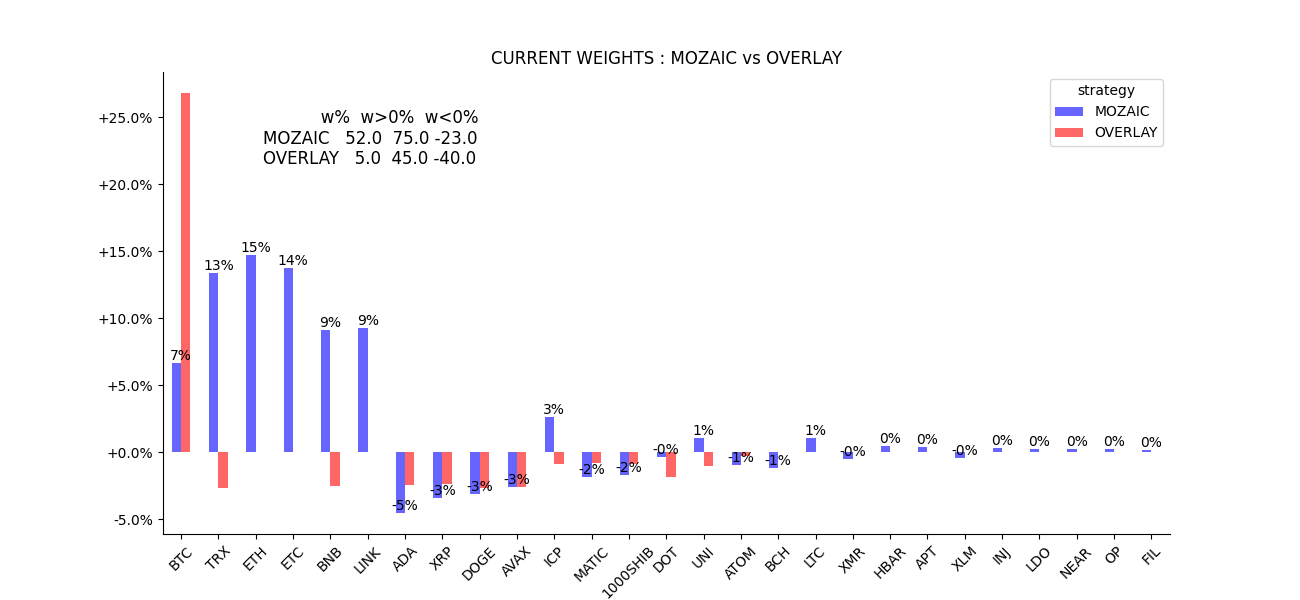 CURRENT WEIGHTS : MOZAIC vs OVERLAY
strategy
MOZAIC
OVERLAY
w% w>0% w<0%
MOZAIC 52.0 75.0 -23.0
OVERLAY 5.0 45.0 -40.0
+25.0%
+20.0%
+15.0%
+10.0%
+5.0%
+0.0%
-5.0%
7%
13%
15%
14%
9%
9%
-5%
-3%
-3%
-3%
3%
-2%
-2%
-0%
1%
-1%
-1%
1%
-0%
0%
0%
-0%
0%
0%
0%
0%
0%
BTC
TRX
ETH
ETC
BNB
LINK
ADA
XRP
DOGE
AVAX
ICP
MATIC
1000SHIB
DOT
UNI
ATOM
BCH
LTC
XMR
HBAR
APT
XLM
INJ
LDO
NEAR
OP
FIL